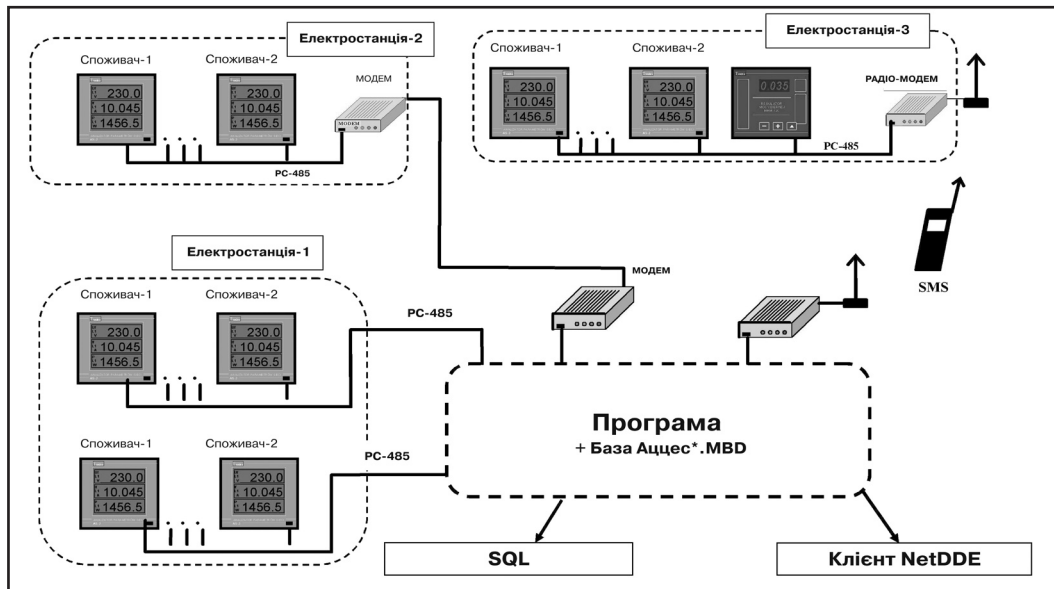 Електростанція-2
Споживач-1
Споживач-2
МОДЕМ
230.0
10.045
1456.5
230.0
10.045
1456.5
MODEM
РС-485
Електростанція-3
Споживач-1
Споживач-2
РАДІО-МОДЕМ
230.0
10.045
1456.5
230.0
10.045
1456.5
0.035
РС-485
SMS
Електростанція-1
Споживач-1
Споживач-2
230.0
10.045
1456.5
230.0
10.045
1456.5
РС-485
МОДЕМ
Споживач-1
Споживач-2
230.0
10.045
1456.5
230.0
10.045
1456.5
РС-485
Програма
+ База Аццес*.MBD
SQL
Клієнт NetDDE